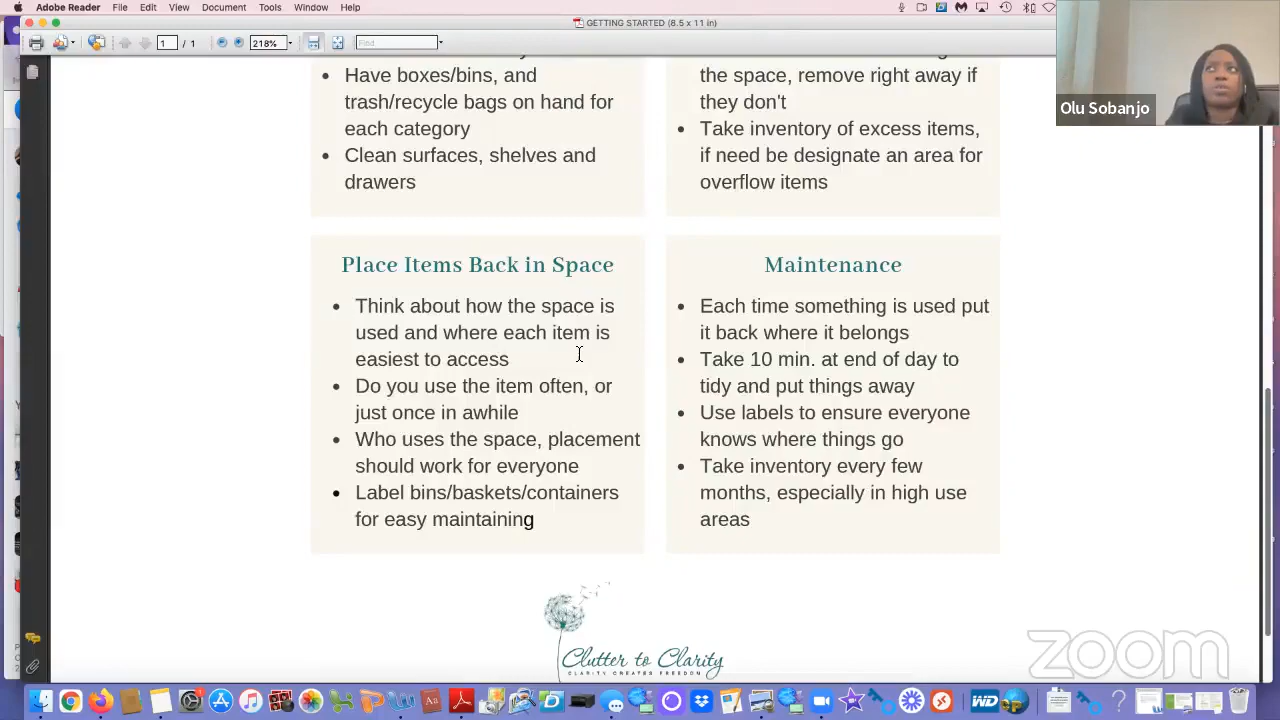 Adobe Reader File Edit View Document Tools Window Help
GETTING STARTED (8.5 x 11 in)
1 / 1
218%
Find
Olu Sobanjo
• Have boxes/bins, and
trash/recycle bags on hand for
each category
• Clean surfaces, shelves and
drawers
the space, remove right away if
they don't
• Take inventory of excess items,
if need be designate an area for
overflow items
Place Items Back in Space
• Think about how the space is
used and where each item is
easiest to access
• Do you use the item often, or
just once in awhile
• Who uses the space, placement
should work for everyone
• Label bins/baskets/containers
for easy maintaining
Maintenance
• Each time something is used put
it back where it belongs
• Take 10 min. at end of day to
tidy and put things away
• Use labels to ensure everyone
knows where things go
• Take inventory every few
months, especially in high use
areas
Clutter to Clarity
CLARITY CREATES FREEDOM
zoom